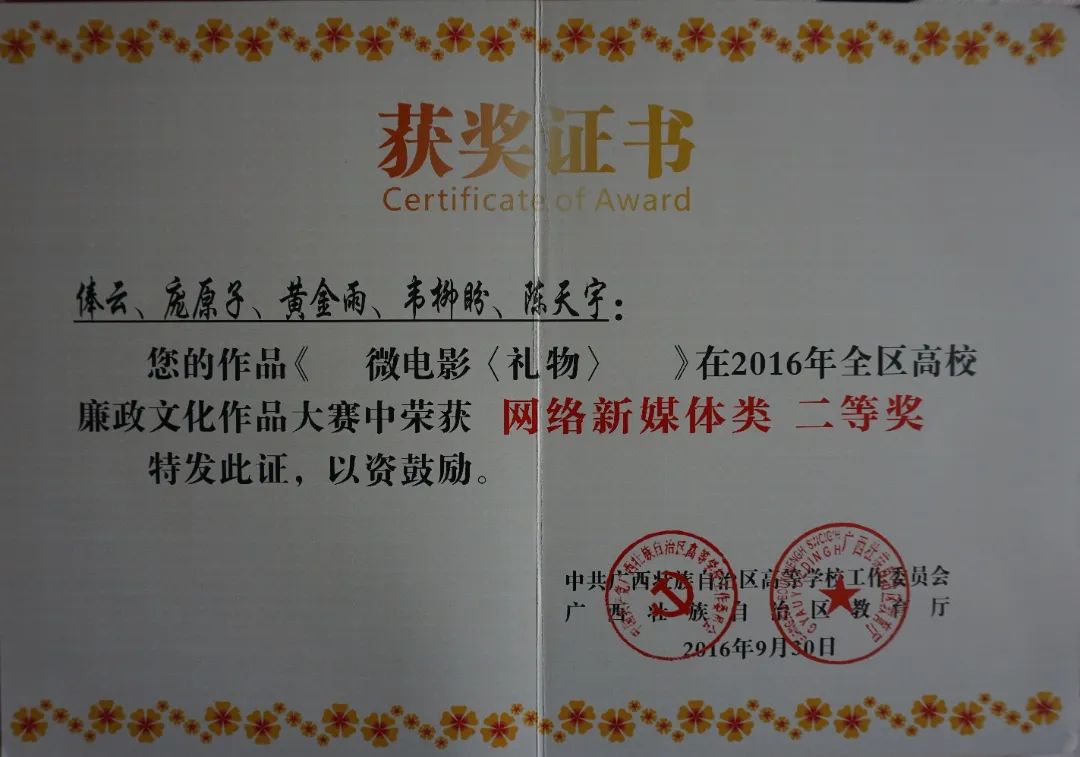 获奖证书
Certificate of Award
俸云、庞原子、黄金雨、韦柳盼、陈天宇：
您的作品《 微电影〈礼物〉 》在2016年全区高校
廉政文化作品大赛中荣获 网络新媒体类 二等奖
特发此证，以资鼓励。
中共广西壮族自治区高等学校工作委员会
广西壮族自治区教育厅
2016年9月30日